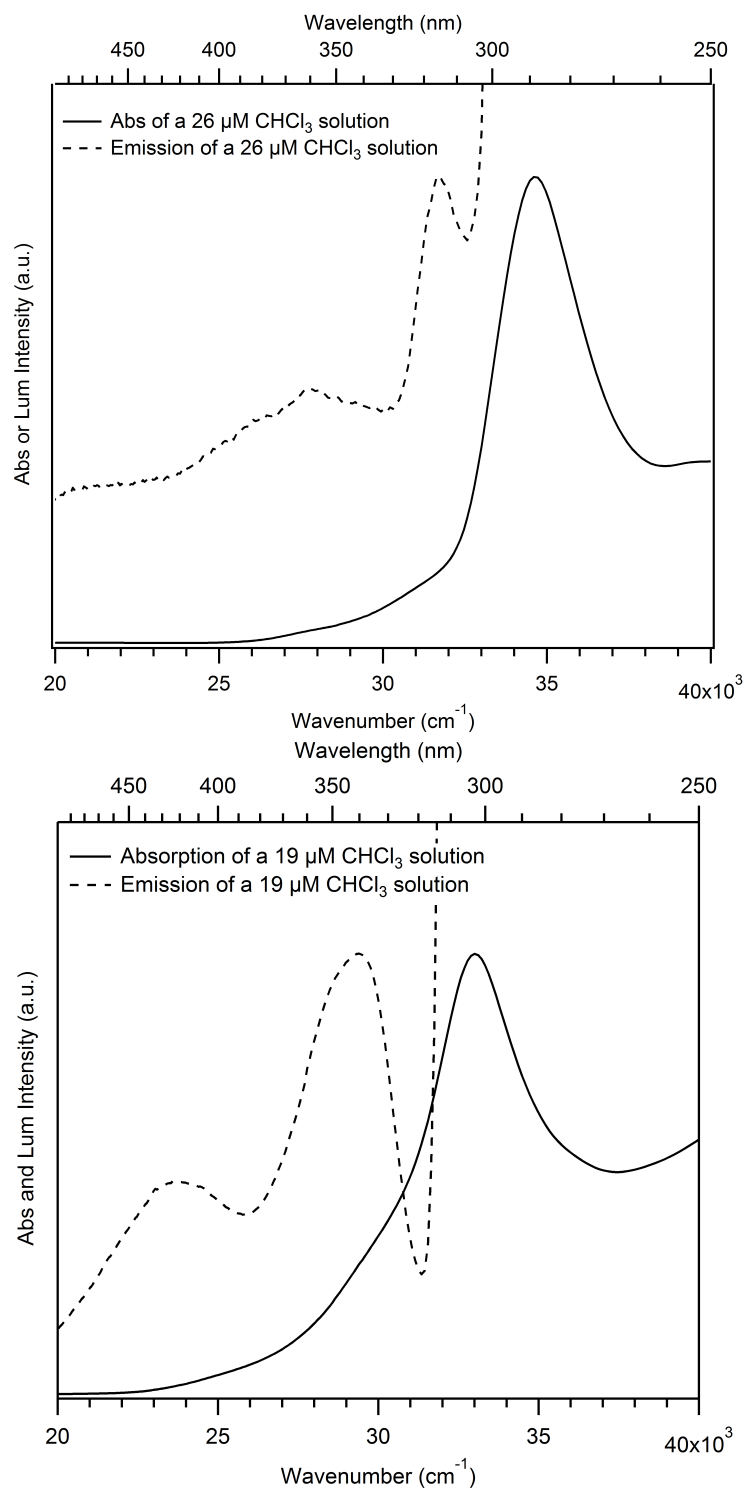 Wavelength (nm)
450 400 350 300 250
Abs of a 26 µM CHCl₃ solution
Emission of a 26 µM CHCl₃ solution
Abs or Lum Intensity (a.u.)
20 25 30 35 40x10³
Wavenumber (cm⁻¹)
Wavelength (nm)
450 400 350 300 250
Absorption of a 19 µM CHCl₃ solution
Emission of a 19 µM CHCl₃ solution
Abs and Lum Intensity (a.u.)
20 25 30 35 40x10³
Wavenumber (cm⁻¹)